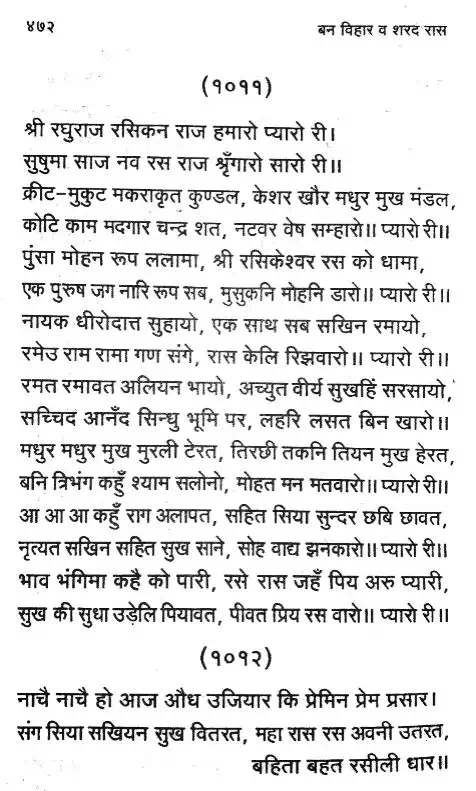 ४७२ बन विहार व शरद रास
(१०११)
श्री रघुराज रसिकन राज हमारो प्यारो री।
सुषुमा साज नव रस राज श्रृँगारो सारो री॥
क्रीट-मुकुट मकराकृत कुण्डल, केशर खौर मधुर मुख मंडल,
कोटि काम मदगार चन्द्र शत, नटवर वेष सम्हारो॥ प्यारो री॥
पुंसा मोहन रूप ललामा, श्री रसिकेश्वर रस को धामा,
एक पुरुष जग नारि रूप सब, मुसुकनि मोहनि डारो॥ प्यारो री॥
नायक धीरोदात्त सुहायो, एक साथ सब सखिन रमायो,
रमेउ राम रामा गण संगे, रास केलि रिझवारो॥ प्यारो री॥
रमत रमावत अलियन भायो, अच्युत वीर्य सुखहिं सरसायो,
सच्चिद आनँद सिन्धु भूमि पर, लहरि लसत बिन खारो॥
मधुर मधुर मुख मुरली टेरत, तिरछी तकनि तियन मुख हेरत,
बनि त्रिभंग कहुँ श्याम सलोनो, मोहत मन मतवारो॥ प्यारो री॥
आ आ आ कहुँ राग अलापत, सहित सिया सुन्दर छबि छावत,
नृत्यत सखिन सहित सुख साने, सोह वाद्य झनकारो॥ प्यारो री॥
भाव भंगिमा कहै को पारी, रसे रास जहँ पिय अरु प्यारी,
सुख की सुधा उड़ेलि पियावत, पीवत प्रिय रस वारो॥ प्यारो री॥
(१०१२)
नाचै नाचै हो आज औध उजियार कि प्रेमिन प्रेम प्रसार।
संग सिया सखियन सुख वितरत, महा रास रस अवनी उतरत,
बहिता बहत रसीली धार॥